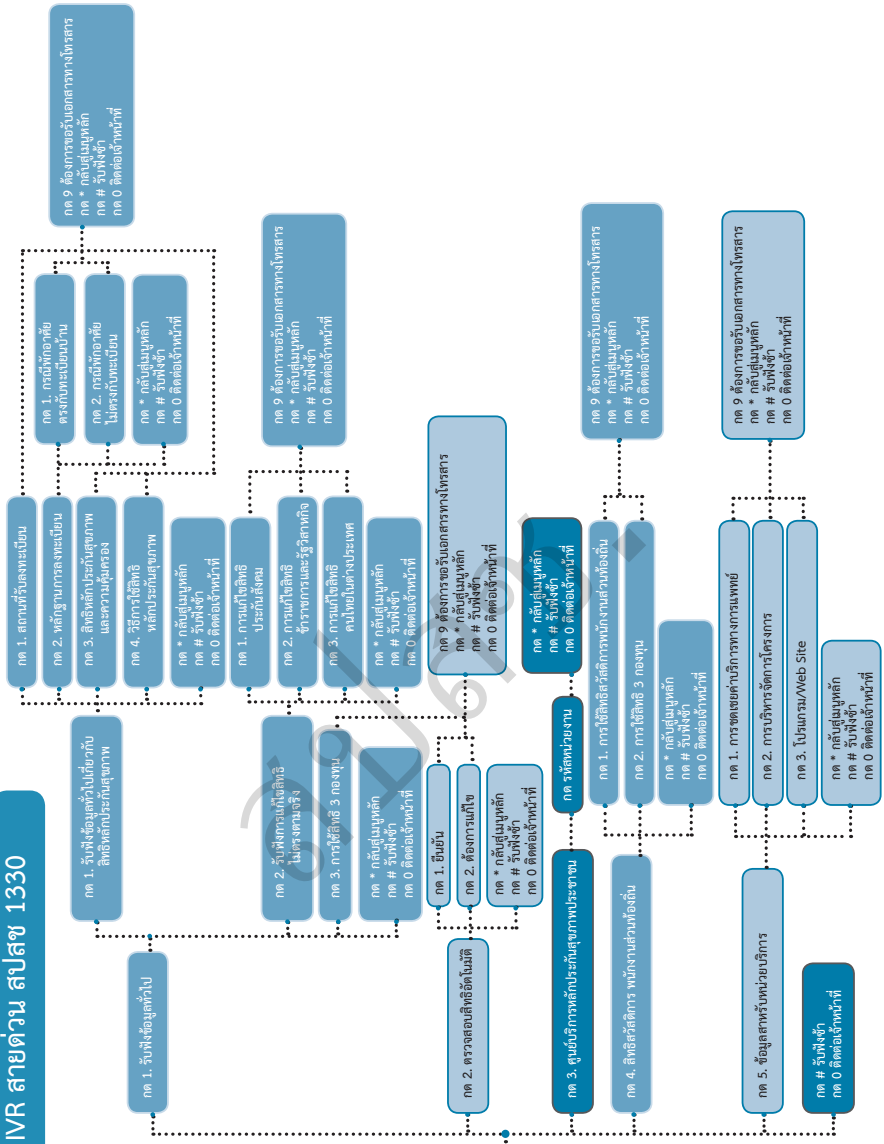 IVR สายด่วน สปสช 1330
กด 1. รับฟังข้อมูลทั่วไป
กด 1. รับฟังข้อมูลทั่วไปเกี่ยวกับ
สิทธิหลักประกันสุขภาพ
กด 1. สถานที่รับลงทะเบียน
กด 2. หลักฐานการลงทะเบียน
กด 3. สิทธิหลักประกันสุขภาพ
และความคุ้มครอง
กด 4. วิธีการใช้สิทธิ
หลักประกันสุขภาพ
กด * กลับสู่เมนูหลัก
กด # รับฟังซ้ำ
กด 0 ติดต่อเจ้าหน้าที่
กด 1. กรณีพักอาศัย
ตรงกับทะเบียนบ้าน
กด 2. กรณีพักอาศัย
ไม่ตรงกับทะเบียน
กด * กลับสู่เมนูหลัก
กด # รับฟังซ้ำ
กด 0 ติดต่อเจ้าหน้าที่
กด 9 ต้องการขอรับเอกสารทางโทรสาร
กด * กลับสู่เมนูหลัก
กด # รับฟังซ้ำ
กด 0 ติดต่อเจ้าหน้าที่
กด 2. รับฟังการแก้ไขสิทธิ
ไม่ตรงตามจริง
กด 1. การแก้ไขสิทธิ
ประกันสังคม
กด 2. การแก้ไขสิทธิ
ข้าราชการและรัฐวิสาหกิจ
กด 3. การแก้ไขสิทธิ
คนไทยในต่างประเทศ
กด * กลับสู่เมนูหลัก
กด # รับฟังซ้ำ
กด 0 ติดต่อเจ้าหน้าที่
กด 9 ต้องการขอรับเอกสารทางโทรสาร
กด * กลับสู่เมนูหลัก
กด # รับฟังซ้ำ
กด 0 ติดต่อเจ้าหน้าที่
กด 3. การใช้สิทธิ 3 กองทุน
กด * กลับสู่เมนูหลัก
กด # รับฟังซ้ำ
กด 0 ติดต่อเจ้าหน้าที่
กด 9 ต้องการขอรับเอกสารทางโทรสาร
กด * กลับสู่เมนูหลัก
กด # รับฟังซ้ำ
กด 0 ติดต่อเจ้าหน้าที่
กด 2. ตรวจสอบสิทธิอัตโนมัติ
กด 1. ยืนยัน
กด 2. ต้องการแก้ไข
กด * กลับสู่เมนูหลัก
กด # รับฟังซ้ำ
กด 0 ติดต่อเจ้าหน้าที่
กด 3. ศูนย์บริการหลักประกันสุขภาพประชาชน
กด รหัสหน่วยงาน
กด * กลับสู่เมนูหลัก
กด # รับฟังซ้ำ
กด 0 ติดต่อเจ้าหน้าที่
กด 4. สิทธิสวัสดิการ พนักงานส่วนท้องถิ่น
กด 1. การใช้สิทธิสวัสดิการพนักงานส่วนท้องถิ่น
กด 2. การใช้สิทธิ 3 กองทุน
กด * กลับสู่เมนูหลัก
กด # รับฟังซ้ำ
กด 0 ติดต่อเจ้าหน้าที่
กด 9 ต้องการขอรับเอกสารทางโทรสาร
กด * กลับสู่เมนูหลัก
กด # รับฟังซ้ำ
กด 0 ติดต่อเจ้าหน้าที่
กด 5. ข้อมูลสำหรับหน่วยบริการ
กด 1. การชดเชยค่าบริการทางการแพทย์
กด 2. การบริหารจัดการโครงการ
กด 3. โปรแกรม/Web Site
กด * กลับสู่เมนูหลัก
กด # รับฟังซ้ำ
กด 0 ติดต่อเจ้าหน้าที่
กด 9 ต้องการขอรับเอกสารทางโทรสาร
กด * กลับสู่เมนูหลัก
กด # รับฟังซ้ำ
กด 0 ติดต่อเจ้าหน้าที่
กด # รับฟังซ้ำ
กด 0 ติดต่อเจ้าหน้าที่